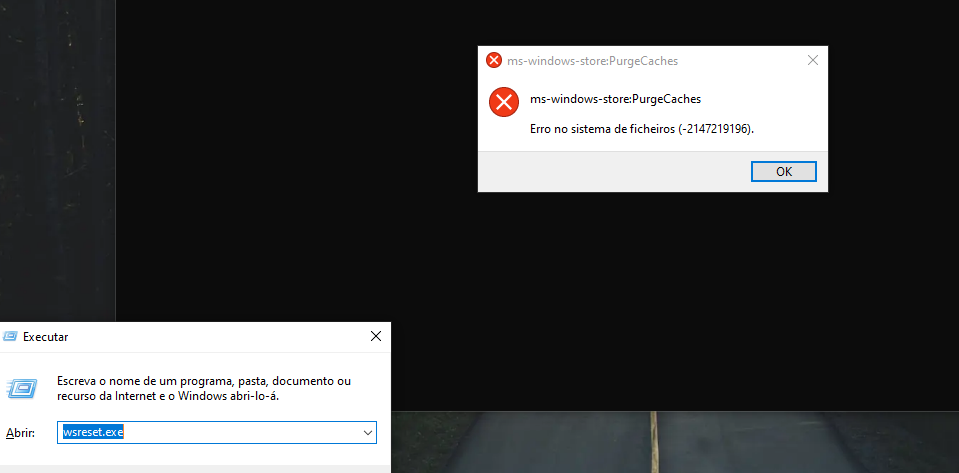 ms-windows-store:PurgeCaches
ms-windows-store:PurgeCaches
Erro no sistema de ficheiros (-2147219196).
OK
Executar
Escreva o nome de um programa, pasta, documento ou
recurso da Internet e o Windows abri-lo-á.
Abrir:
wsreset.exe